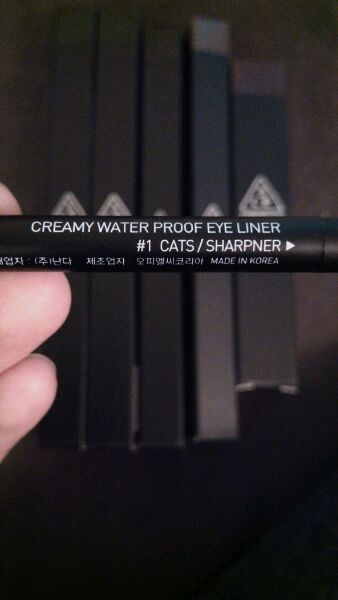 CREAMY WATER PROOF EYE LINER
#1 CATS / SHARPNER ▶
매업자 : (주)난다 제조업자 : 오피엘씨코리아 MADE IN KOREA